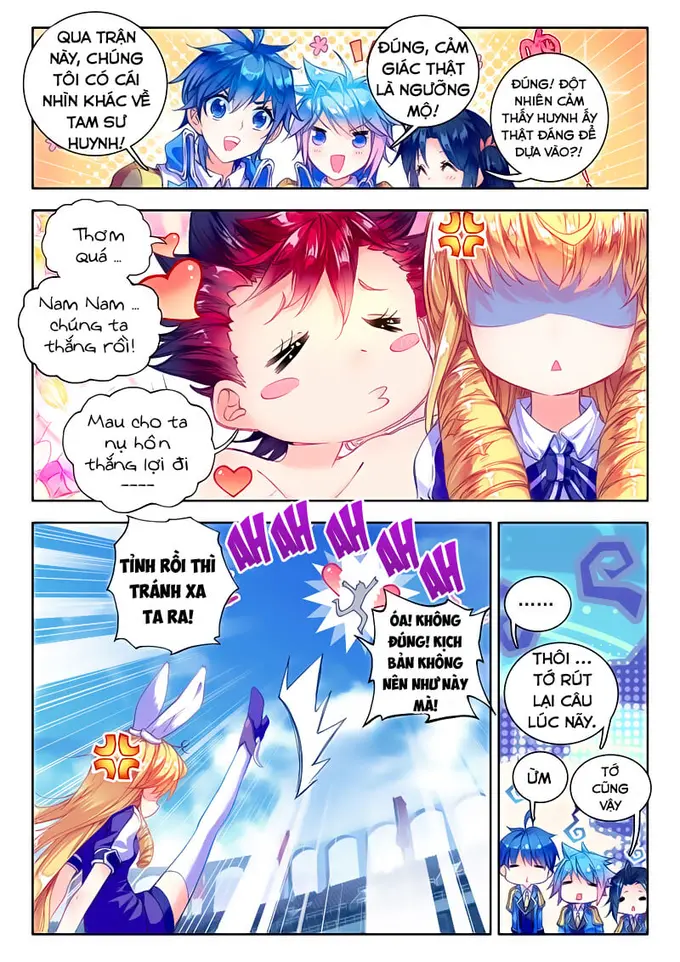 QUA TRẬN
NÀY, CHÚNG
TÔI CÓ CÁI
NHÌN KHÁC VỀ
TAM SƯ
HUYNH!
ĐÚNG, CẢM
GIÁC THẬT
LÀ NGƯỠNG
MỘ!
ĐÚNG! ĐỘT
NHIÊN CẢM
THẤY HUYNH ẤY
THẬT ĐÁNG ĐỂ
DỰA VÀO?!
Thơm
quá ...
Nam Nam ...
chúng ta
thắng rồi!
Mau cho ta
nụ hôn
thắng lợi đi
----
TỈNH RỒI THÌ
TRÁNH XA
TA RA!
AH AH AH AH AH
ÓA! KHÔNG
ĐÚNG! KỊCH
BẢN KHÔNG
NÊN NHƯ NÀY
MÀ!
......
THÔI ...
TỚ RÚT
LẠI CÂU
LÚC NÃY.
ỪM
TỚ
CŨNG
VẬY